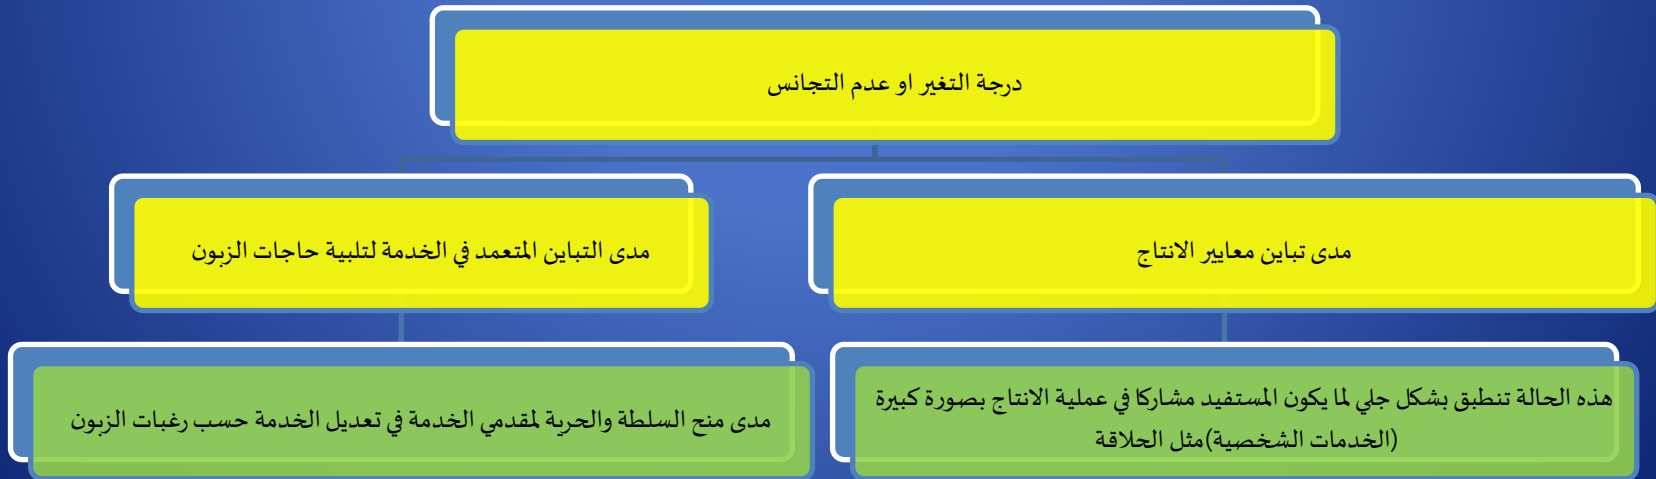 درجة التغير او عدم التجانس
مدى تباين معايير الانتاج
مدى التباين المتعمد في الخدمة لتلبية حاجات الزبون
هذه الحالة تنطبق بشكل جلي لما يكون المستفيد مشاركا في عملية الانتاج بصورة كبيرة
(الخدمات الشخصية)مثل الحلاقة
مدى منح السلطة والحرية لمقدمي الخدمة في تعديل الخدمة حسب رغبات الزبون